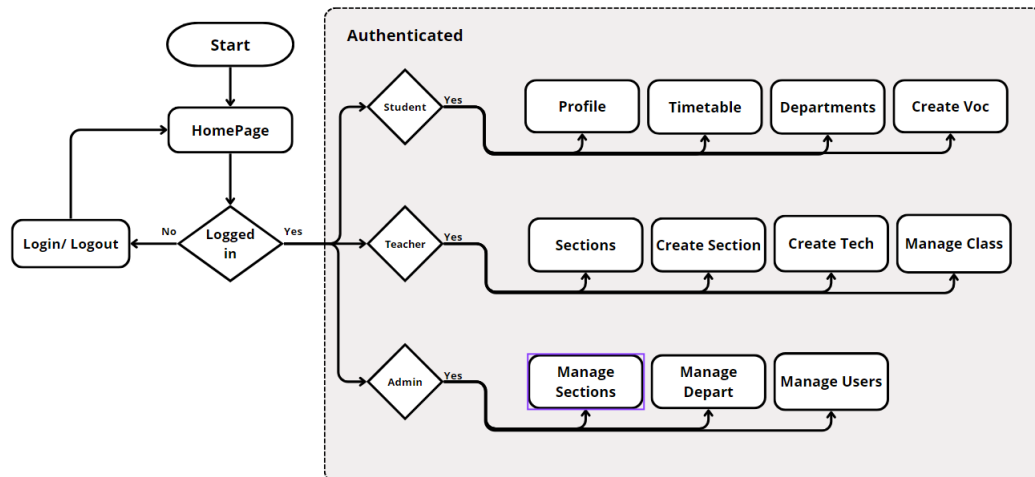 Authenticated
Start
HomePage
Login/ Logout
No
Logged
in
Yes
Student
Yes
Profile
Timetable
Departments
Create Voc
Teacher
Yes
Sections
Create Section
Create Tech
Manage Class
Admin
Yes
Manage
Sections
Manage
Depart
Manage Users